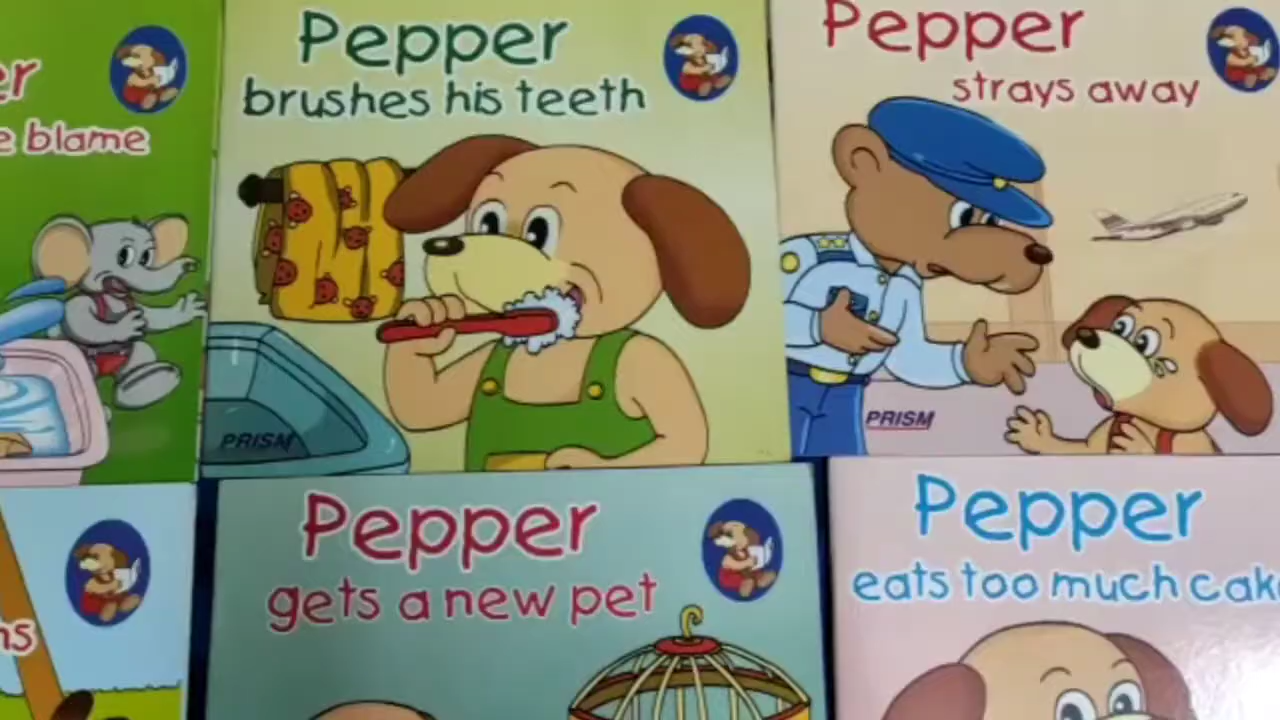 er
e blame
Pepper
brushes his teeth
PRISM
Pepper
strays away
PRISM
ns
Pepper
gets a new pet
Pepper
eats too much cake